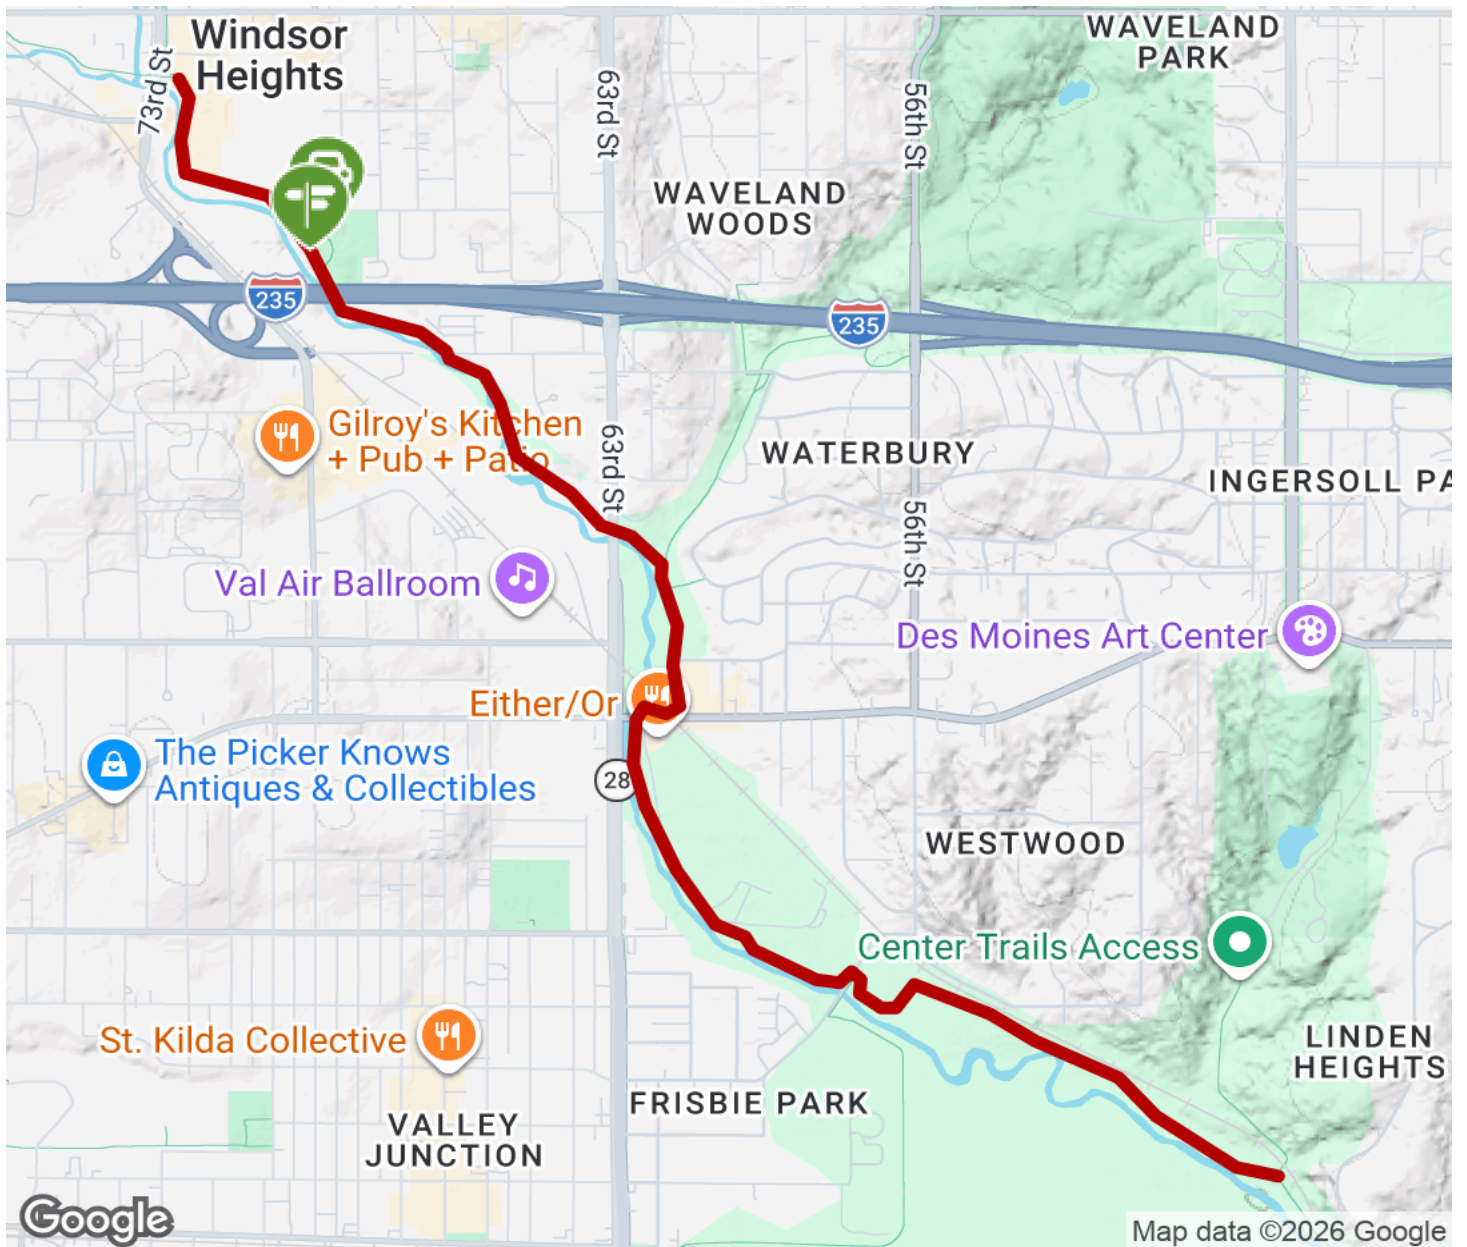 Windsor
Heights
WAVELAND
PARK
73rd St
63rd St
56th St
WAVELAND
WOODS
235
235
Gilroy's Kitchen
+ Pub + Patio
63rd St
WATERBURY
INGERSOLL PA
56th St
Val Air Ballroom
Des Moines Art Center
Either/Or
The Picker Knows
Antiques & Collectibles
28
WESTWOOD
Center Trails Access
St. Kilda Collective
LINDEN
HEIGHTS
FRISBIE PARK
VALLEY
JUNCTION
Google
Map data ©2026 Google